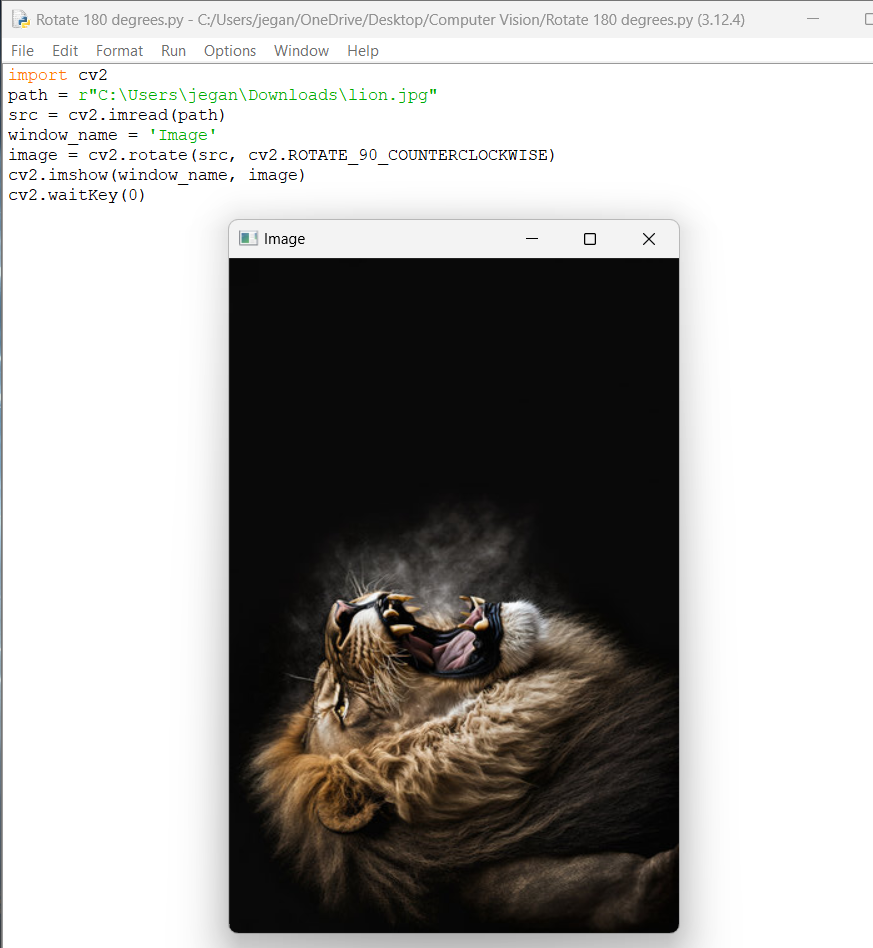 Rotate 180 degrees.py - C:/Users/jegan/OneDrive/Desktop/Computer Vision/Rotate 180 degrees.py (3.12.4)
File Edit Format Run Options Window Help
import cv2
path = r"C:\Users\jegan\Downloads\lion.jpg"
src = cv2.imread(path)
window_name = 'Image'
image = cv2.rotate(src, cv2.ROTATE_90_COUNTERCLOCKWISE)
cv2.imshow(window_name, image)
cv2.waitKey(0)
Image